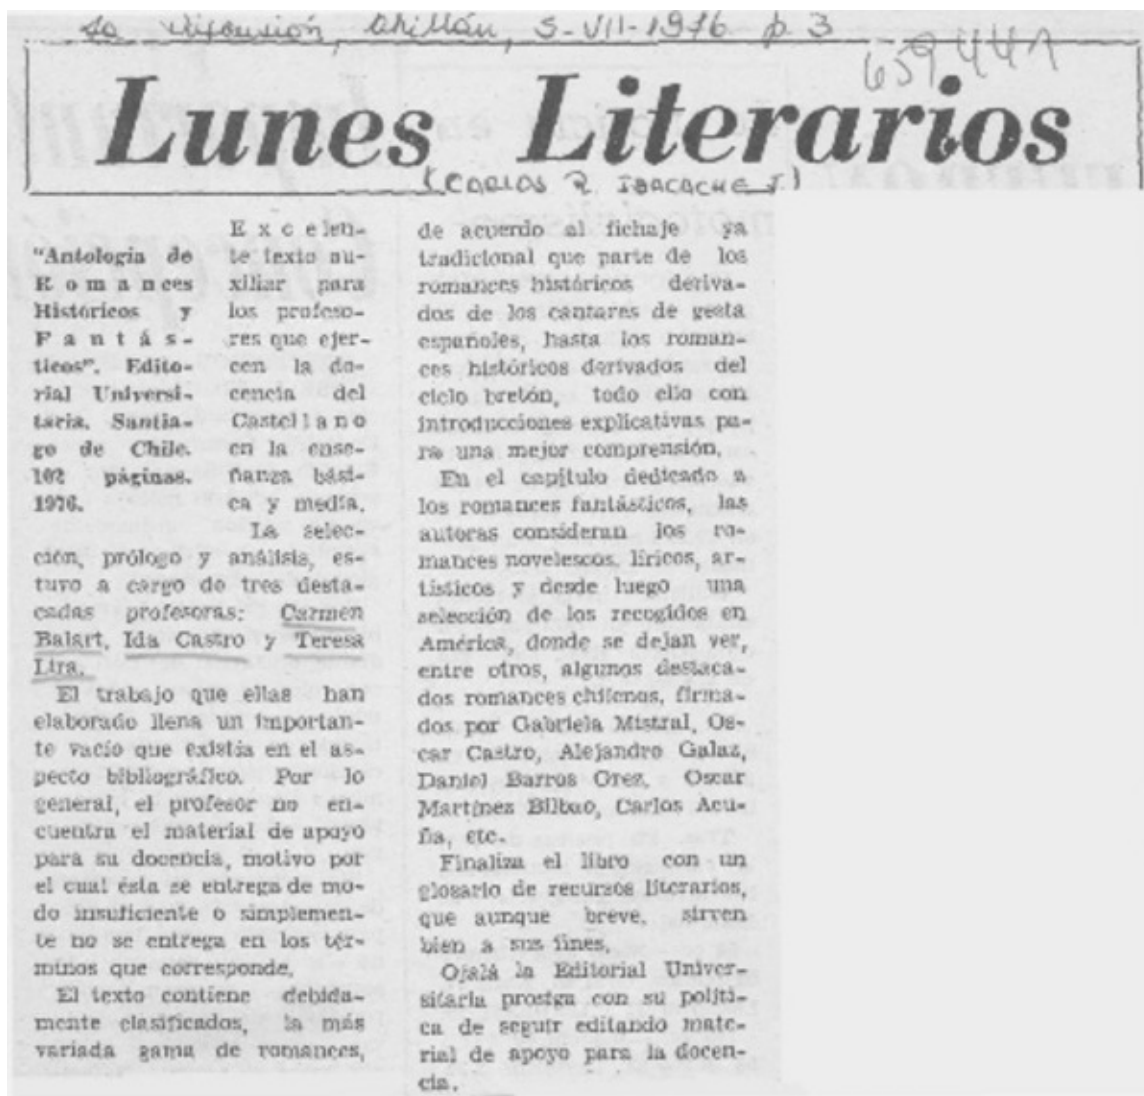 La Discusión, Chillán, 5-VII-1976 p. 3
659441
Lunes Literarios
(CARLOS R. IBACACHE I.)
"Antología de
Romances
Históricos y
Fantás-
ticos". Edito-
rial Universi-
taria. Santia-
go de Chile.
102 páginas.
1976.
Excelen-
te texto au-
xiliar para
los profeso-
res que ejer-
cen la do-
cencia del
Castellano
en la ense-
ñanza bási-
ca y media.
La selec-
ción, prólogo y análisis, es-
tuvo a cargo de tres desta-
cadas profesoras: Carmen
Balart, Ida Castro y Teresa
Lira.
El trabajo que ellas han
elaborado llena un importan-
te vacío que existía en el as-
pecto bibliográfico. Por lo
general, el profesor no en-
cuentra el material de apoyo
para su docencia, motivo por
el cual ésta se entrega de mo-
do insuficiente o simplemen-
te no se entrega en los tér-
minos que corresponde.
El texto contiene debida-
mente clasificados, la más
variada gama de romances,
de acuerdo al fichaje ya
tradicional que parte de los
romances históricos deriva-
dos de los cantares de gesta
españoles, hasta los roman-
ces históricos derivados del
ciclo bretón, todo ello con
introducciones explicativas pa-
ra una mejor comprensión.
En el capítulo dedicado a
los romances fantásticos, las
autoras consideran los ro-
mances novelescos, líricos, ar-
tísticos y desde luego una
selección de los recogidos en
América, donde se dejan ver,
entre otros, algunos destaca-
dos romances chilenos, firma-
dos por Gabriela Mistral, Os-
car Castro, Alejandro Galaz,
Daniel Barros Grez, Oscar
Martínez Bilbao, Carlos Acu-
ña, etc.
Finaliza el libro con un
glosario de recursos literarios,
que aunque breve, sirven
bien a sus fines.
Ojalá la Editorial Univer-
sitaria prosiga con su políti-
ca de seguir editando mate-
rial de apoyo para la docen-
cia.